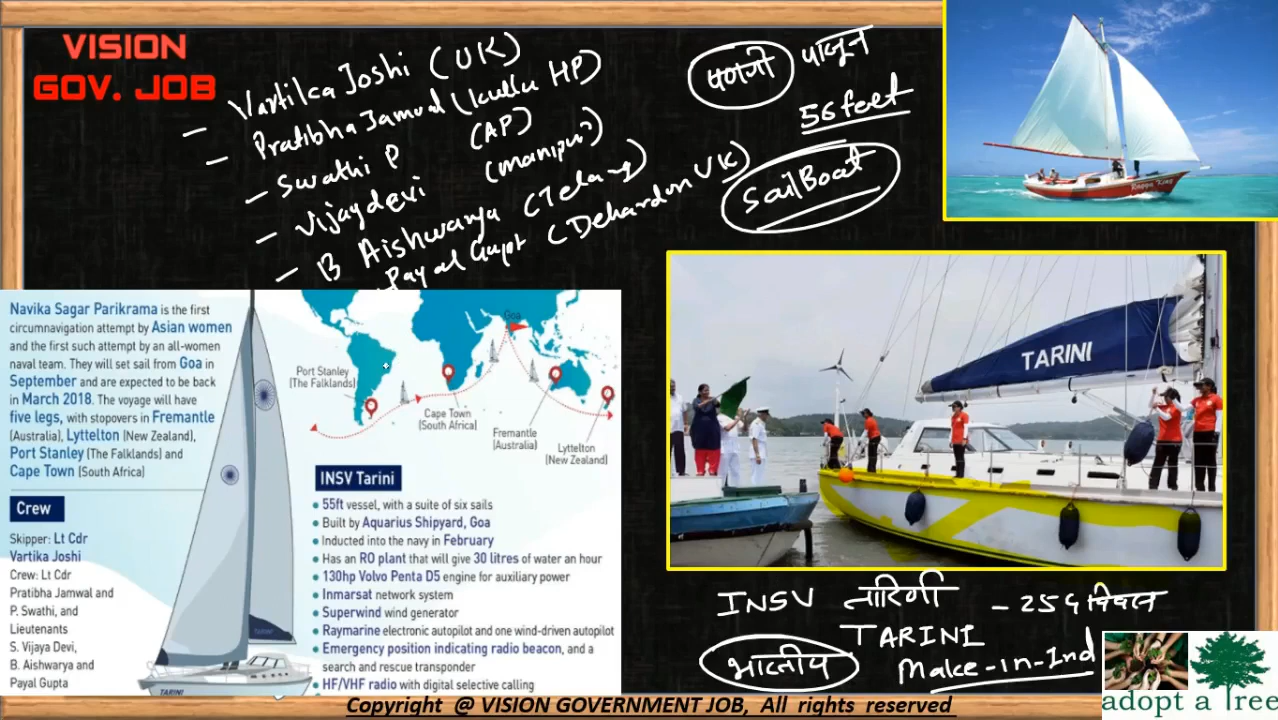 VISION
GOV. JOB
- Vartika Joshi (UK)
- Pratibha Jamwal (Kullu HP)
- Swathi P (AP)
- Vijaydevi (Manipur)
- B Aishwarya (Telang)
Payal Gupt (Dehardon UK)
56 feet
SailBoat
Navika Sagar Parikrama is the first
circumnavigation attempt by Asian women
and the first such attempt by an all-women
naval team. They will set sail from Goa in
September and are expected to be back
in March 2018. The voyage will have
five legs, with stopovers in Fremantle
(Australia), Lyttelton (New Zealand),
Port Stanley (The Falklands) and
Cape Town (South Africa)
Crew
Skipper: Lt Cdr
Vartika Joshi
Crew: Lt Cdr
Pratibha Jamwal and
P. Swathi, and
Lieutenants
S. Vijaya Devi,
B. Aishwarya and
Payal Gupta
TARINI
Goa
Port Stanley
(The Falklands)
Cape Town
(South Africa)
Fremantle
(Australia)
Lyttelton
(New Zealand)
INSV Tarini
55ft vessel, with a suite of six sails
Built by Aquarius Shipyard, Goa
Inducted into the navy in February
Has an RO plant that will give 30 litres of water an hour
130hp Volvo Penta D5 engine for auxiliary power
Inmarsat network system
Superwind wind generator
Raymarine electronic autopilot and one wind-driven autopilot
Emergency position indicating radio beacon, and a
search and rescue transponder
HF/VHF radio with digital selective calling
TARINI
INSV तारिणी - 254 दिवस
TARINI
भारतीय Make-in-Ind
adopt a Tree
Copyright @ VISION GOVERNMENT JOB, All rights reserved